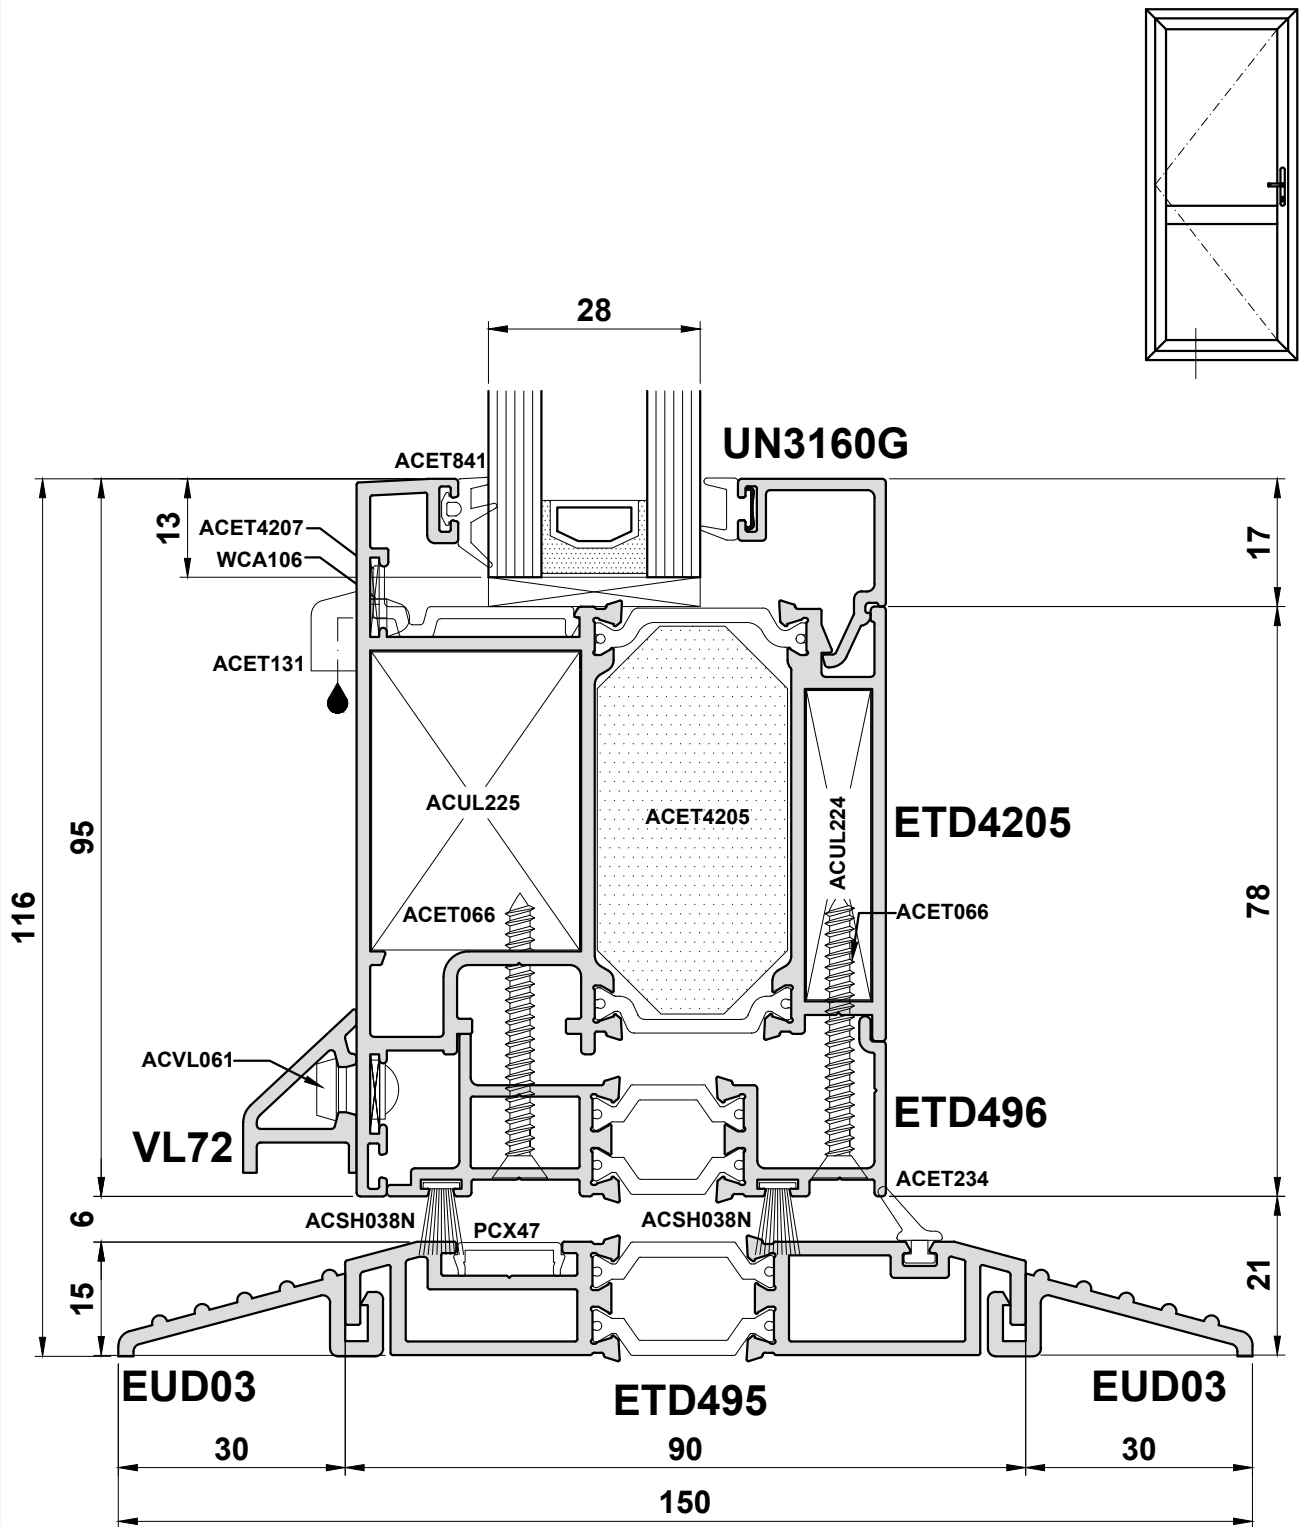 28
UN3160G
ACET841
13
ACET4207
WCA106
17
ACET131
ACUL225
ACET4205
ACUL224
ETD4205
95
116
ACET066
ACET066
78
ACVL061
VL72
ETD496
ACET234
6
ACSH038N
PCX47
ACSH038N
15
21
EUD03
ETD495
EUD03
30
90
30
150